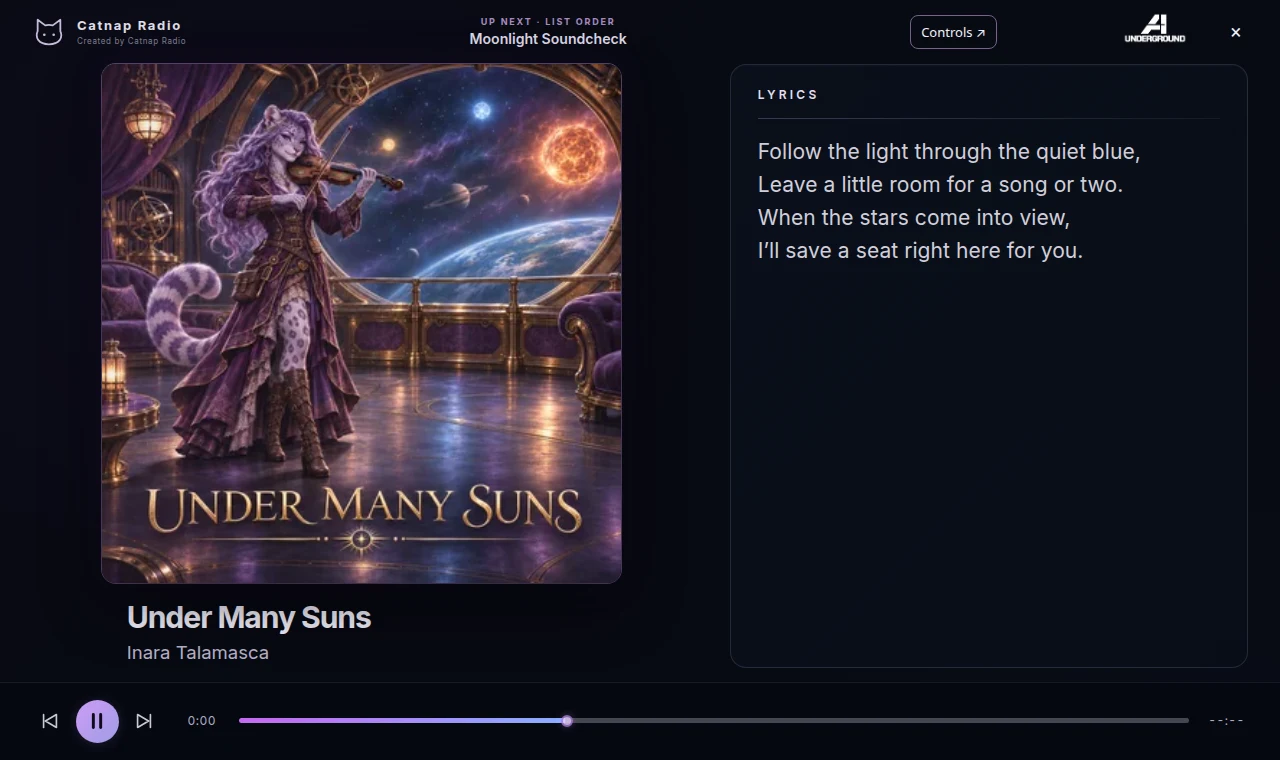 Catnap Radio
Created by Catnap Radio
UP NEXT · LIST ORDER
Moonlight Soundcheck
Controls ↗
AI
UNDERGROUND
×
UNDER MANY SUNS
Under Many Suns
Inara Talamasca
LYRICS
Follow the light through the quiet blue,
Leave a little room for a song or two.
When the stars come into view,
I’ll save a seat right here for you.
0:00
--:--